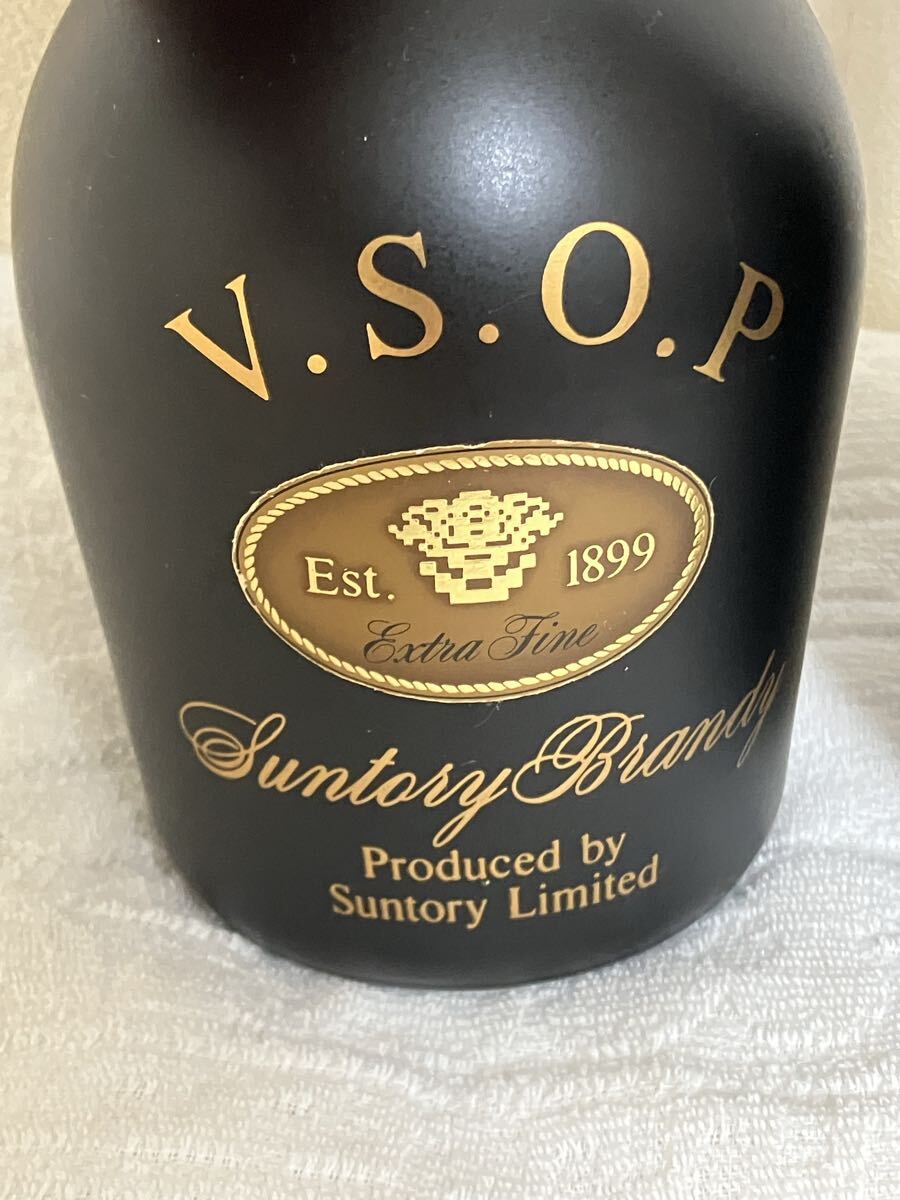 V.S.O.P
Est. 1899
Extra Fine
Suntory Brandy
Produced by
Suntory Limited